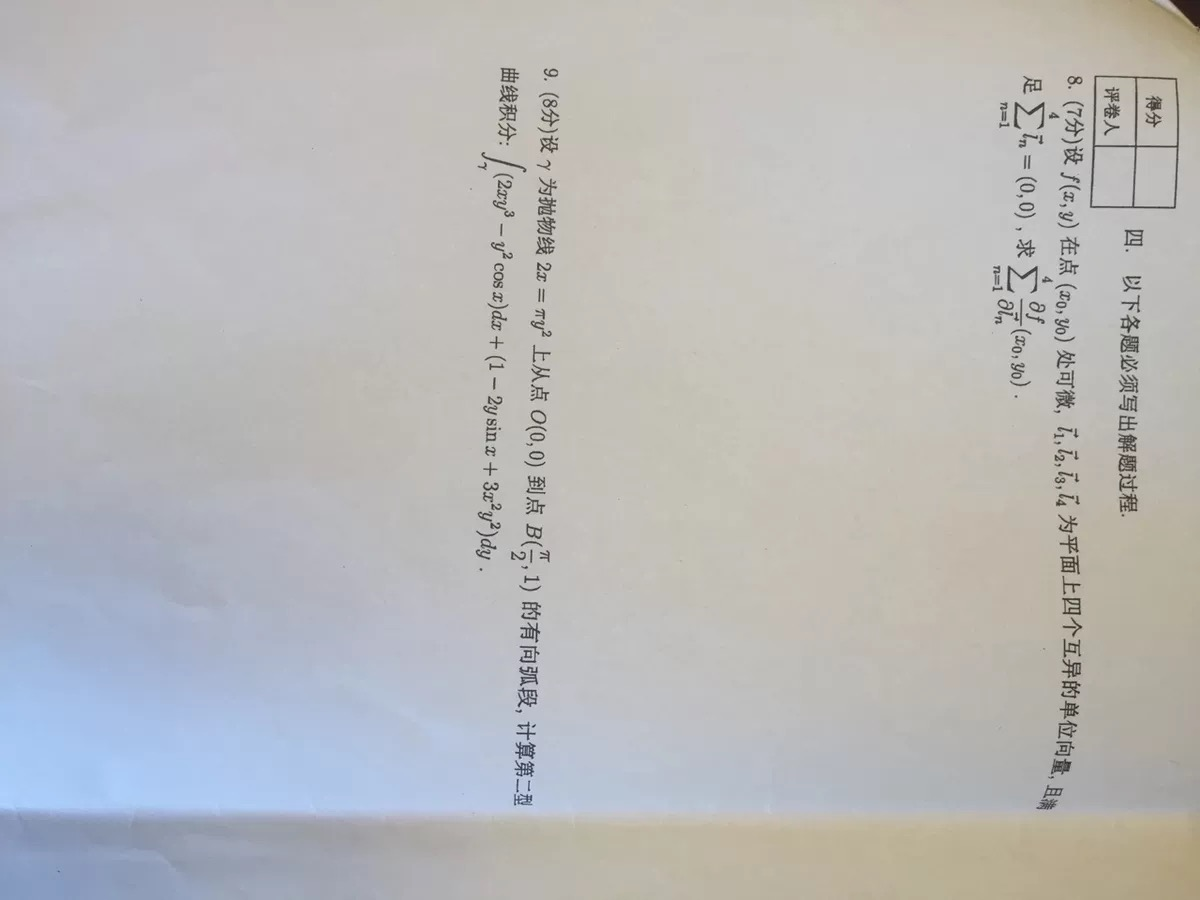 得分
评卷人
四. 以下各题必须写出解题过程.
8. (7分)设 f(x, y) 在点 (x₀, y₀) 处可微, l⃗₁, l⃗₂, l⃗₃, l⃗₄ 为平面上四个互异的单位向量, 且满
足 ∑_{n=1}^{4} l⃗ₙ = (0, 0) , 求 ∑_{n=1}^{4} ∂f/∂l⃗ₙ (x₀, y₀) .
9. (8分)设 γ 为抛物线 2x = πy² 上从点 O(0, 0) 到点 B(π/2, 1) 的有向弧段, 计算第二型
曲线积分: ∫_γ (2xy³ − y² cos x)dx + (1 − 2y sin x + 3x²y²)dy .